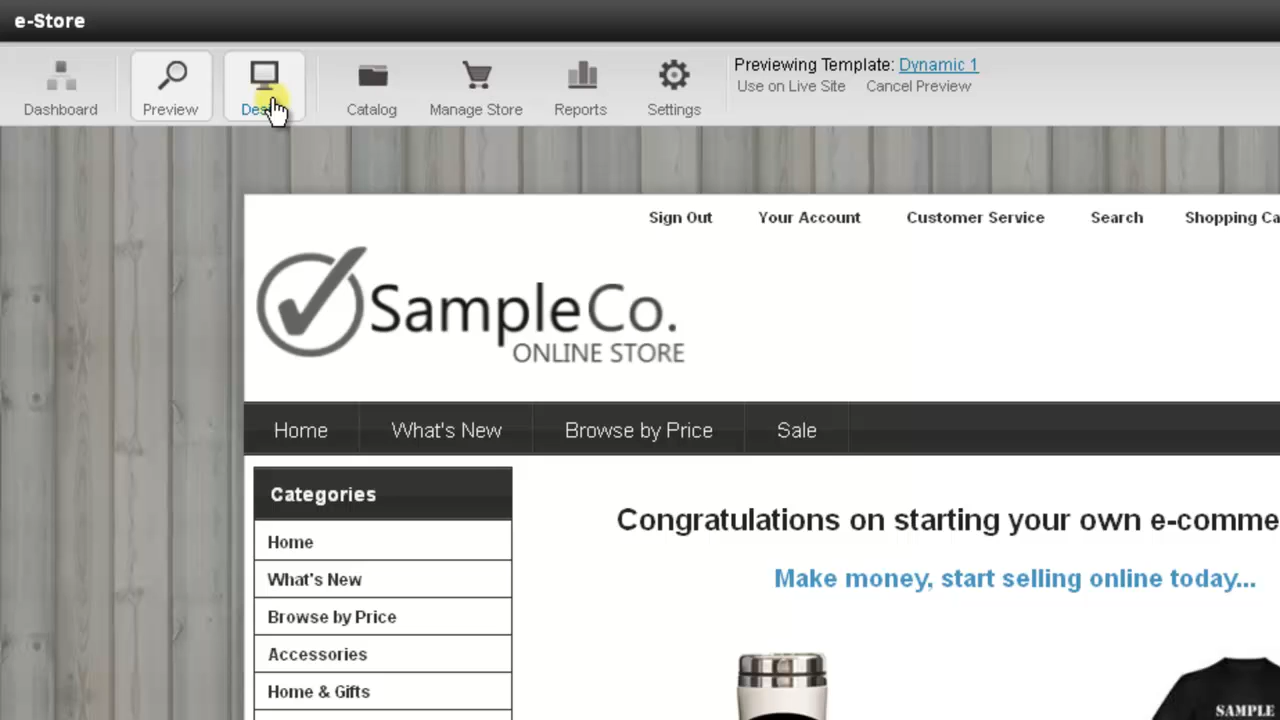 e-Store
Dashboard
Preview
Catalog
Manage Store
Reports
Settings
Previewing Template: Dynamic 1
Use on Live Site Cancel Preview
Sign Out Your Account Customer Service Search Shopping
SampleCo.
ONLINE STORE
Home What's New Browse by Price Sale
Categories
Home
What's New
Browse by Price
Accessories
Home & Gifts
Congratulations on starting your own
Make money, start selling online today...
SAMPLE